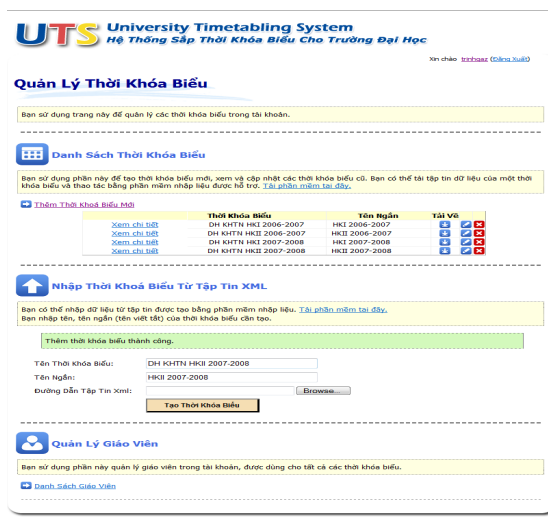 UTS University Timetabling System
Hệ Thống Sắp Thời Khóa Biểu Cho Trường Đại Học
Xin chào trinhgaz (Đăng Xuất)
Quản Lý Thời Khóa Biểu
Bạn sử dụng trang này để quản lý các thời khóa biểu trong tài khoản.
Danh Sách Thời Khóa Biểu
Bạn sử dụng phần này để tạo thời khóa biểu mới, xem và cập nhật các thời khóa biểu cũ. Bạn có thể tải tập tin dữ liệu của một thời
khóa biểu và thao tác bằng phần mềm nhập liệu được hỗ trợ. Tải phần mềm tại đây.
Thêm Thời Khoá Biểu Mới
Thời Khóa Biểu Tên Ngắn Tải Về
Xem chi tiết DH KHTN HKI 2006-2007 HKI 2006-2007
Xem chi tiết DH KHTN HKII 2006-2007 HKII 2006-2007
Xem chi tiết DH KHTN HKI 2007-2008 HKI 2007-2008
Xem chi tiết DH KHTN HKII 2007-2008 HKII 2007-2008
Nhập Thời Khoá Biểu Từ Tập Tin XML
Bạn có thể nhập dữ liệu từ tập tin được tạo bằng phần mềm nhập liệu. Tải phần mềm tại đây.
Bạn nhập tên, tên ngắn (tên viết tắt) của thời khóa biểu cần tạo.
Thêm thời khóa biểu thành công.
Tên Thời Khóa Biểu: DH KHTN HKII 2007-2008
Tên Ngắn: HKII 2007-2008
Đường Dẫn Tập Tin Xml: Browse...
Tạo Thời Khóa Biểu
Quản Lý Giáo Viên
Bạn sử dụng phần này quản lý giáo viên trong tài khoản, được dùng cho tất cả các thời khóa biểu.
Danh Sách Giáo Viên